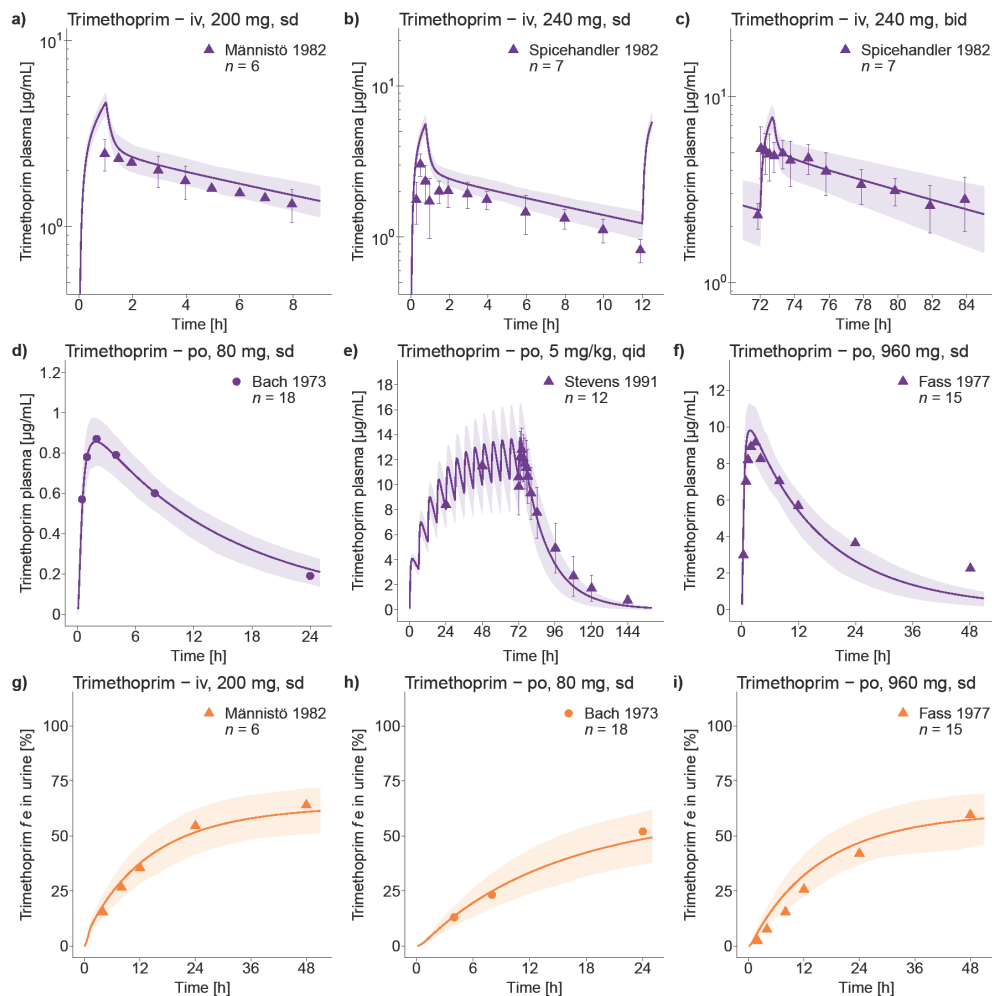 a) Trimethoprim – iv, 200 mg, sd
Männistö 1982
n = 6
Trimethoprim plasma [µg/mL]
10¹
10⁰
0 2 4 6 8
Time [h]
b) Trimethoprim – iv, 240 mg, sd
Spicehandler 1982
n = 7
Trimethoprim plasma [µg/mL]
10¹
10⁰
0 2 4 6 8 10 12
Time [h]
c) Trimethoprim – iv, 240 mg, bid
Spicehandler 1982
n = 7
Trimethoprim plasma [µg/mL]
10¹
10⁰
72 74 76 78 80 82 84
Time [h]
d) Trimethoprim – po, 80 mg, sd
Bach 1973
n = 18
Trimethoprim plasma [µg/mL]
1.2
1
0.8
0.6
0.4
0.2
0
0 6 12 18 24
Time [h]
e) Trimethoprim – po, 5 mg/kg, qid
Stevens 1991
n = 12
Trimethoprim plasma [µg/mL]
18
16
14
12
10
8
6
4
2
0
0 24 48 72 96 120 144
Time [h]
f) Trimethoprim – po, 960 mg, sd
Fass 1977
n = 15
Trimethoprim plasma [µg/mL]
12
10
8
6
4
2
0
0 12 24 36 48
Time [h]
g) Trimethoprim – iv, 200 mg, sd
Männistö 1982
n = 6
Trimethoprim f e in urine [%]
100
75
50
25
0
0 12 24 36 48
Time [h]
h) Trimethoprim – po, 80 mg, sd
Bach 1973
n = 18
Trimethoprim f e in urine [%]
100
75
50
25
0
0 6 12 18 24
Time [h]
i) Trimethoprim – po, 960 mg, sd
Fass 1977
n = 15
Trimethoprim f e in urine [%]
100
75
50
25
0
0 12 24 36 48
Time [h]